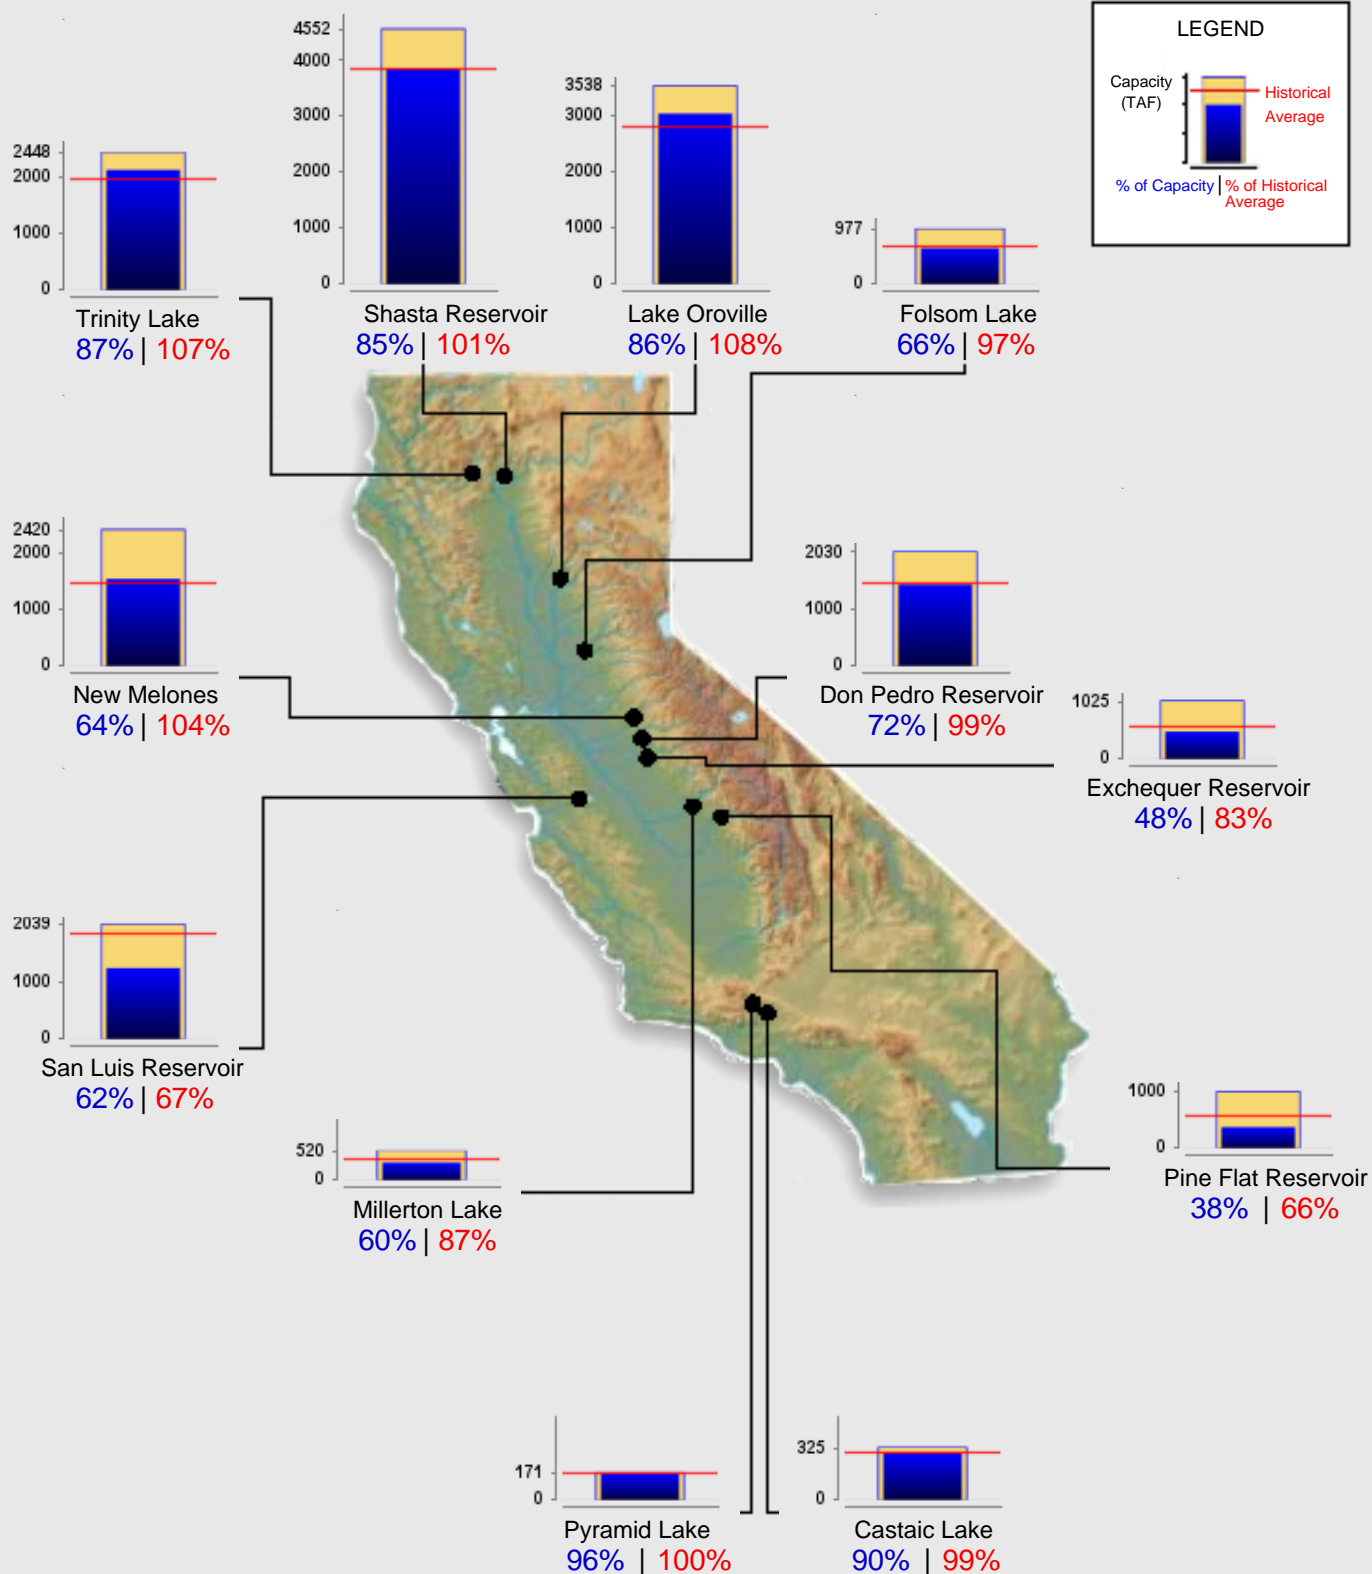 LEGEND
Capacity
(TAF)
Historical
Average
% of Capacity | % of Historical
Average
2448
2000
1000
0
Trinity Lake
87% | 107%
4552
4000
3000
2000
1000
0
Shasta Reservoir
85% | 101%
3538
3000
2000
1000
0
Lake Oroville
86% | 108%
977
0
Folsom Lake
66% | 97%
2420
2000
1000
0
New Melones
64% | 104%
2030
1000
0
Don Pedro Reservoir
72% | 99%
1025
0
Exchequer Reservoir
48% | 83%
2039
1000
0
San Luis Reservoir
62% | 67%
520
0
Millerton Lake
60% | 87%
1000
0
Pine Flat Reservoir
38% | 66%
171
0
Pyramid Lake
96% | 100%
325
0
Castaic Lake
90% | 99%